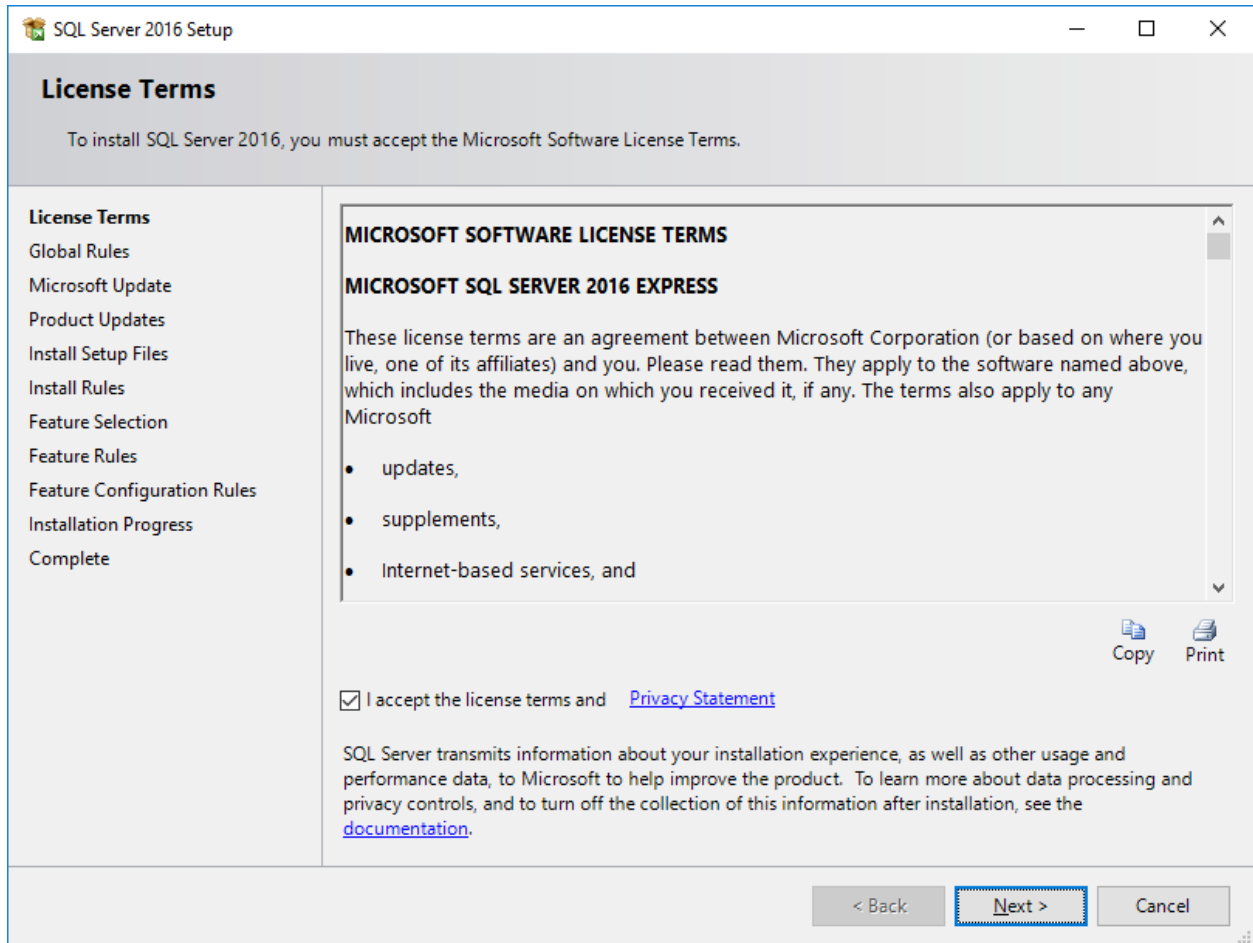 SQL Server 2016 Setup
License Terms
To install SQL Server 2016, you must accept the Microsoft Software License Terms.
License Terms
Global Rules
Microsoft Update
Product Updates
Install Setup Files
Install Rules
Feature Selection
Feature Rules
Feature Configuration Rules
Installation Progress
Complete
MICROSOFT SOFTWARE LICENSE TERMS
MICROSOFT SQL SERVER 2016 EXPRESS
These license terms are an agreement between Microsoft Corporation (or based on where you
live, one of its affiliates) and you. Please read them. They apply to the software named above,
which includes the media on which you received it, if any. The terms also apply to any
Microsoft
• updates,
• supplements,
• Internet-based services, and
Copy Print
I accept the license terms and Privacy Statement
SQL Server transmits information about your installation experience, as well as other usage and
performance data, to Microsoft to help improve the product. To learn more about data processing and
privacy controls, and to turn off the collection of this information after installation, see the
documentation.
< Back Next > Cancel